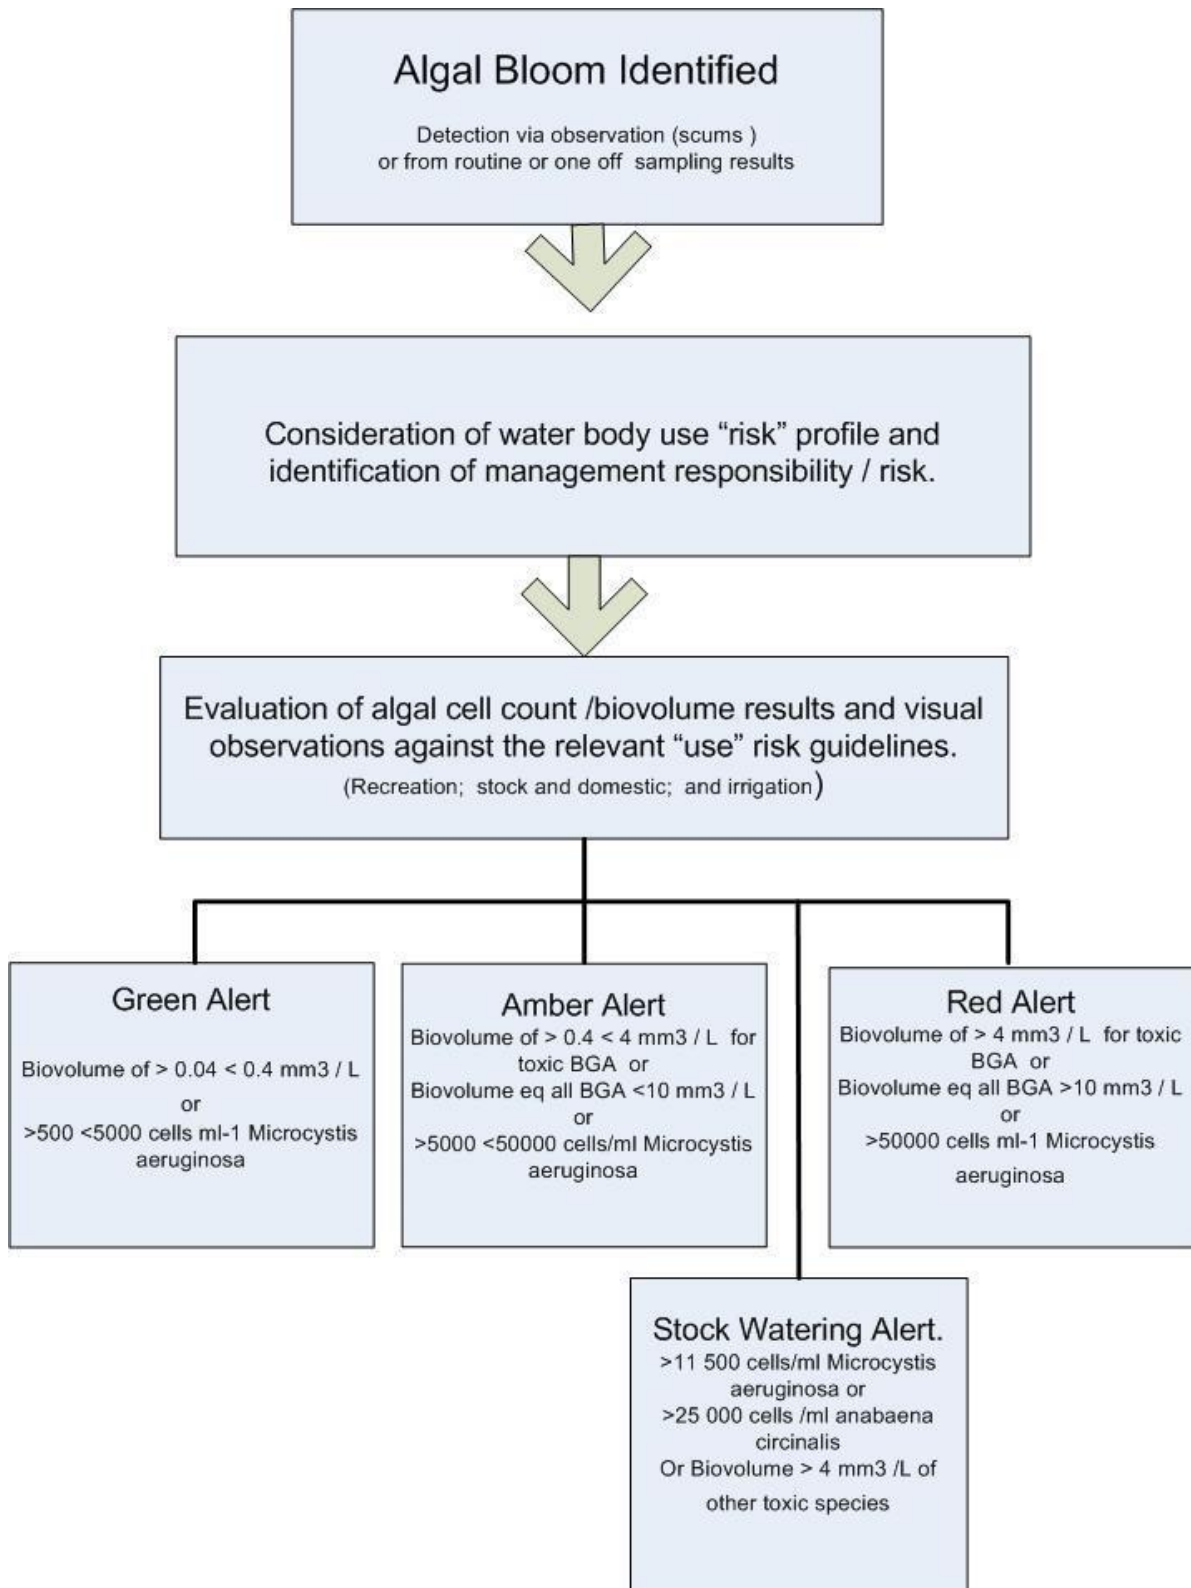 Algal Bloom Identified
Detection via observation (scums )
or from routine or one off sampling results
Consideration of water body use “risk” profile and
identification of management responsibility / risk.
Evaluation of algal cell count /biovolume results and visual
observations against the relevant “use” risk guidelines.
(Recreation; stock and domestic; and irrigation)
Green Alert
Biovolume of > 0.04 < 0.4 mm3 / L
or
>500 <5000 cells ml-1 Microcystis
aeruginosa
Amber Alert
Biovolume of > 0.4 < 4 mm3 / L for
toxic BGA or
Biovolume eq all BGA <10 mm3 / L
or
>5000 <50000 cells/ml Microcystis
aeruginosa
Red Alert
Biovolume of > 4 mm3 / L for toxic
BGA or
Biovolume eq all BGA >10 mm3 / L
or
>50000 cells ml-1 Microcystis
aeruginosa
Stock Watering Alert.
>11 500 cells/ml Microcystis
aeruginosa or
>25 000 cells /ml anabaena
circinalis
Or Biovolume > 4 mm3 /L of
other toxic species